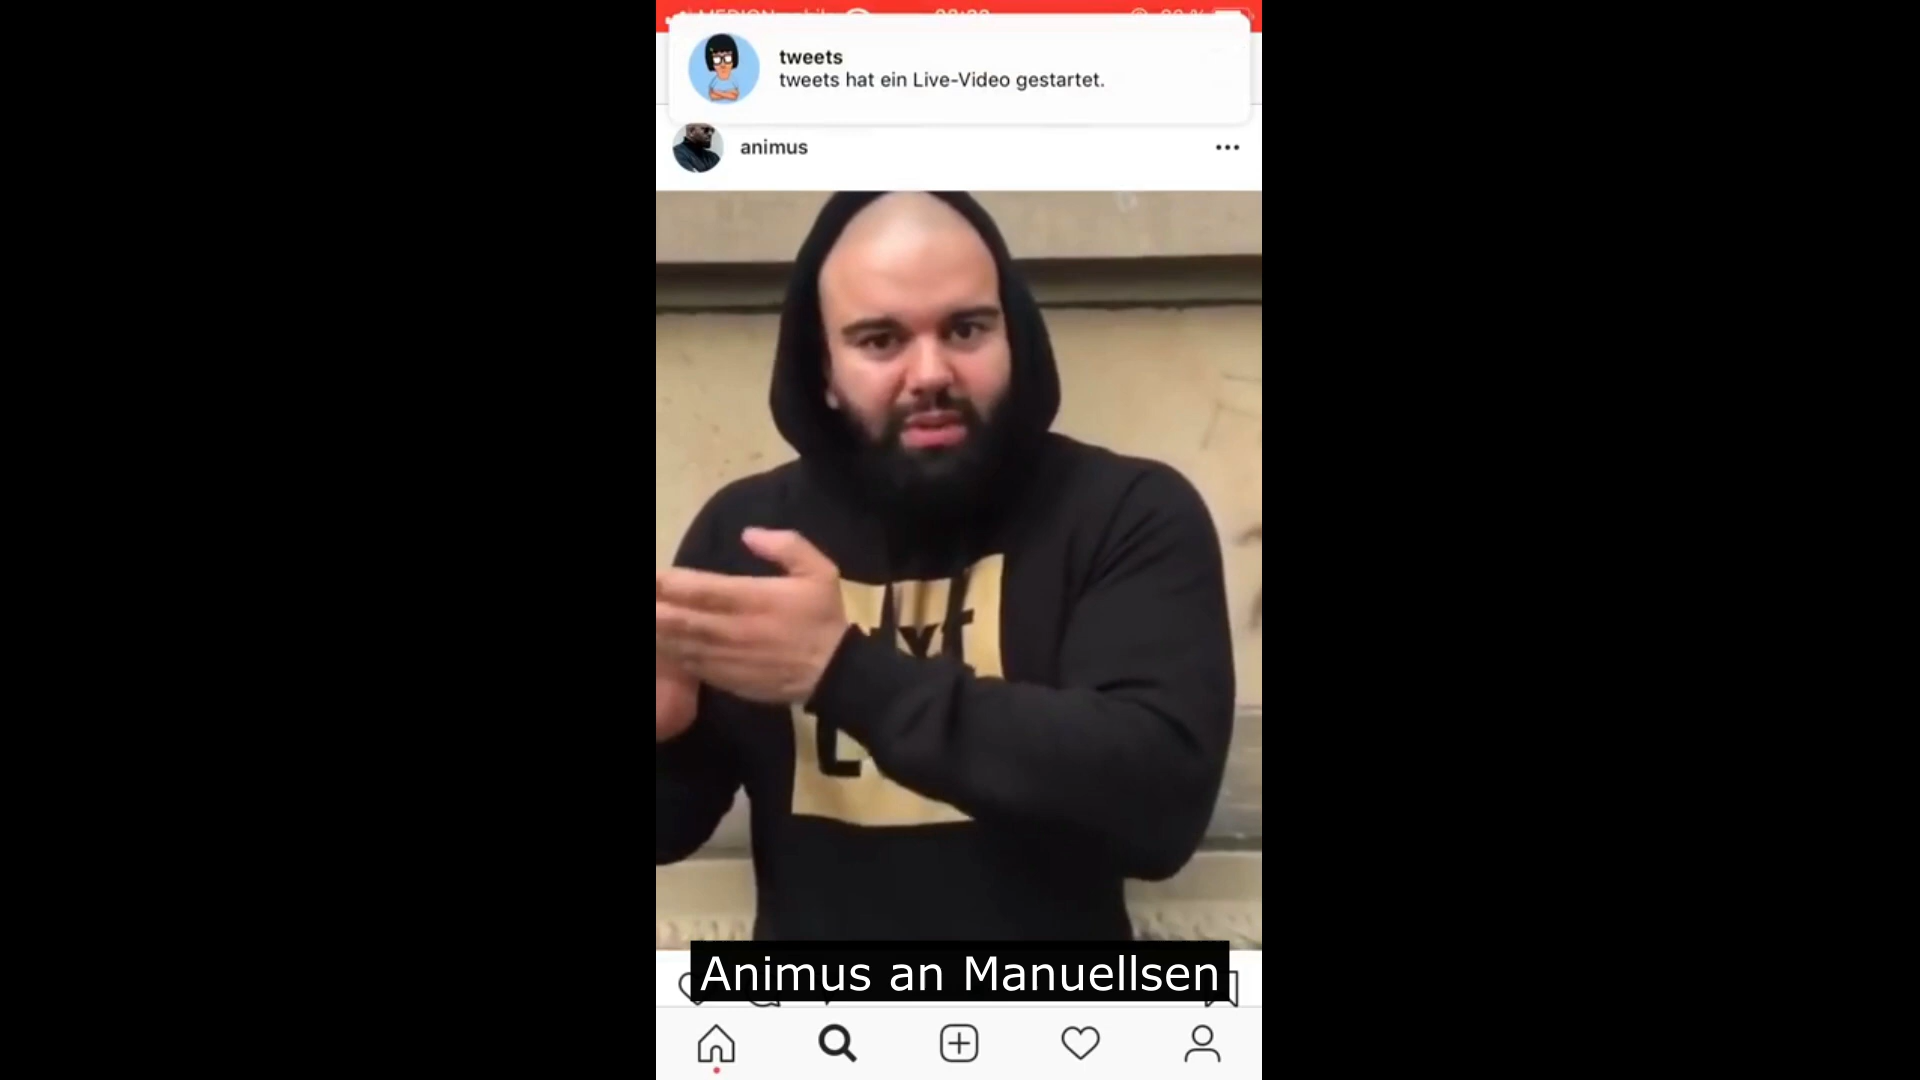 tweets
tweets hat ein Live-Video gestartet.
animus
Animus an Manuellsen